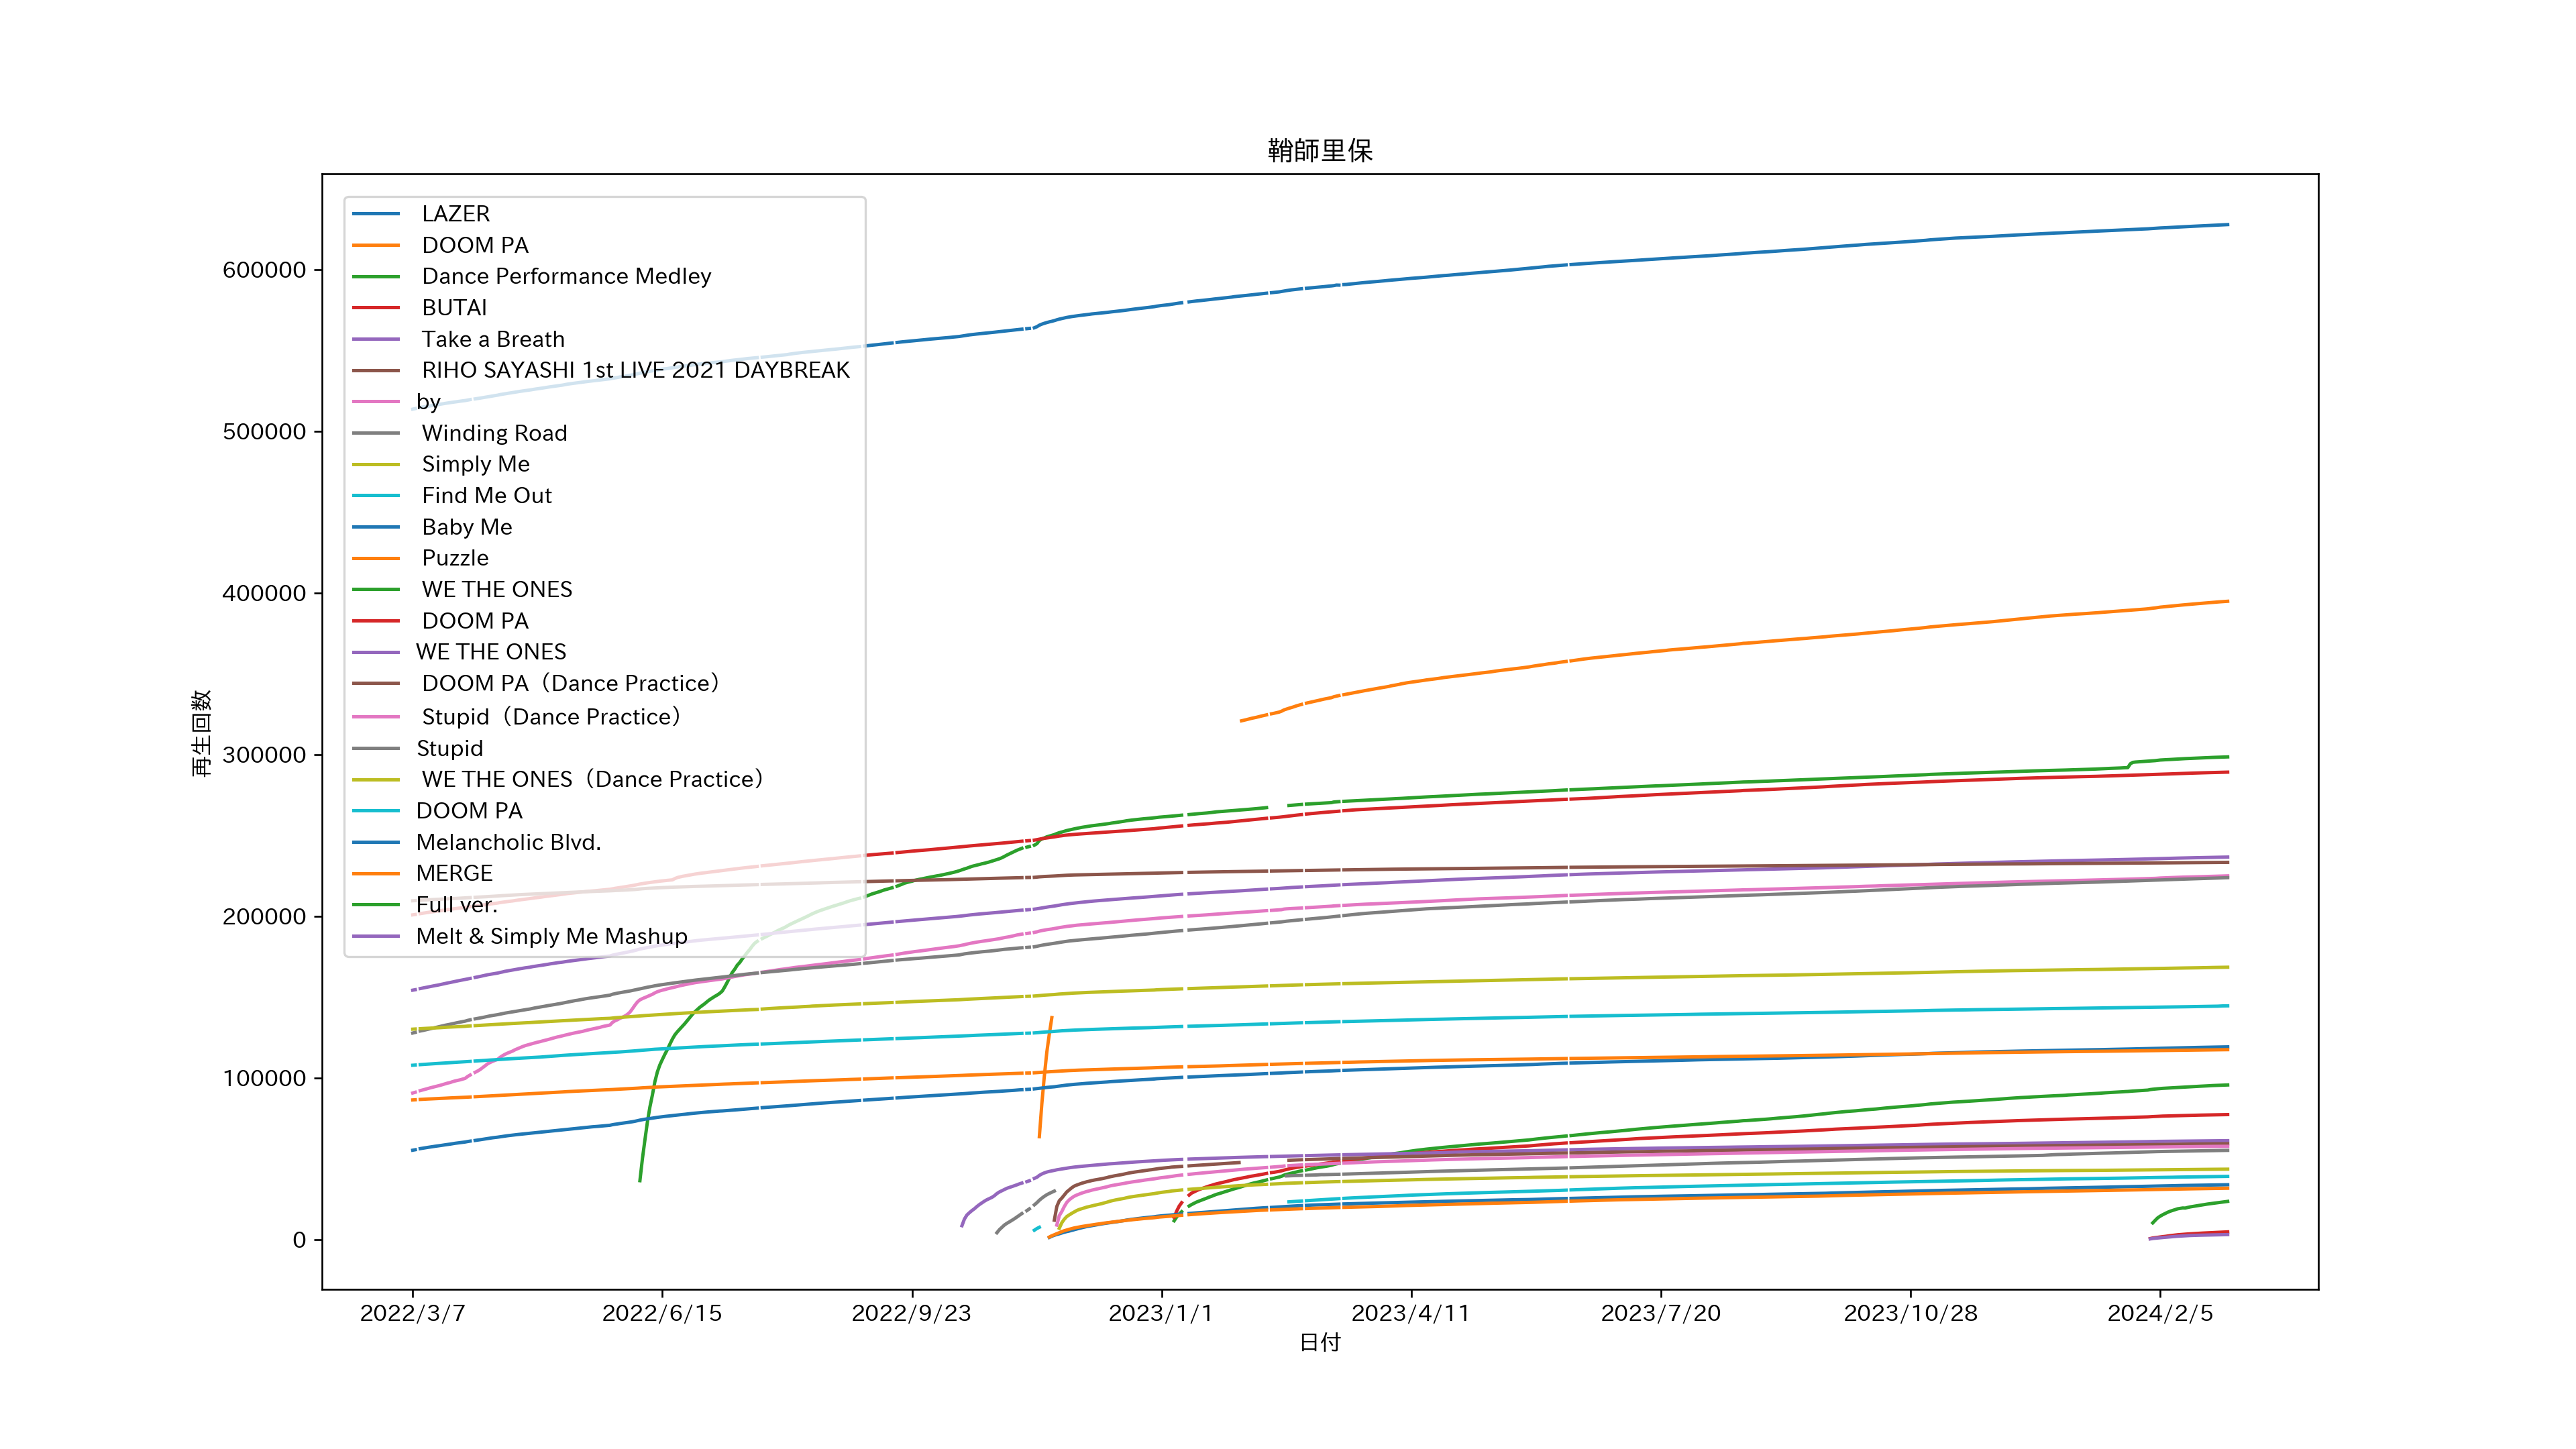 鞘師里保
LAZER
DOOM PA
Dance Performance Medley
BUTAI
Take a Breath
RIHO SAYASHI 1st LIVE 2021 DAYBREAK
by
Winding Road
Simply Me
Find Me Out
Baby Me
Puzzle
WE THE ONES
DOOM PA
WE THE ONES
DOOM PA（Dance Practice）
Stupid（Dance Practice）
Stupid
WE THE ONES（Dance Practice）
DOOM PA
Melancholic Blvd.
MERGE
Full ver.
Melt & Simply Me Mashup
再生回数
600000
500000
400000
300000
200000
100000
0
2022/3/7 2022/6/15 2022/9/23 2023/1/1 2023/4/11 2023/7/20 2023/10/28 2024/2/5
日付